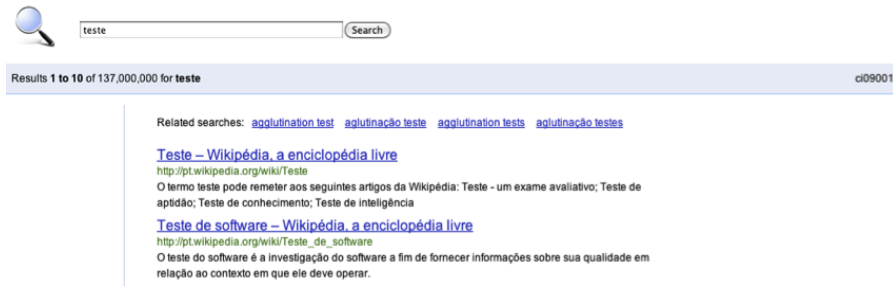 teste Search
Results 1 to 10 of 137,000,000 for teste ci09001
Related searches: agglutination test aglutinação teste agglutination tests aglutinação testes
Teste – Wikipédia, a enciclopédia livre
http://pt.wikipedia.org/wiki/Teste
O termo teste pode remeter aos seguintes artigos da Wikipédia: Teste - um exame avaliativo; Teste de
aptidão; Teste de conhecimento; Teste de inteligência
Teste de software – Wikipédia, a enciclopédia livre
http://pt.wikipedia.org/wiki/Teste_de_software
O teste do software é a investigação do software a fim de fornecer informações sobre sua qualidade em
relação ao contexto em que ele deve operar.